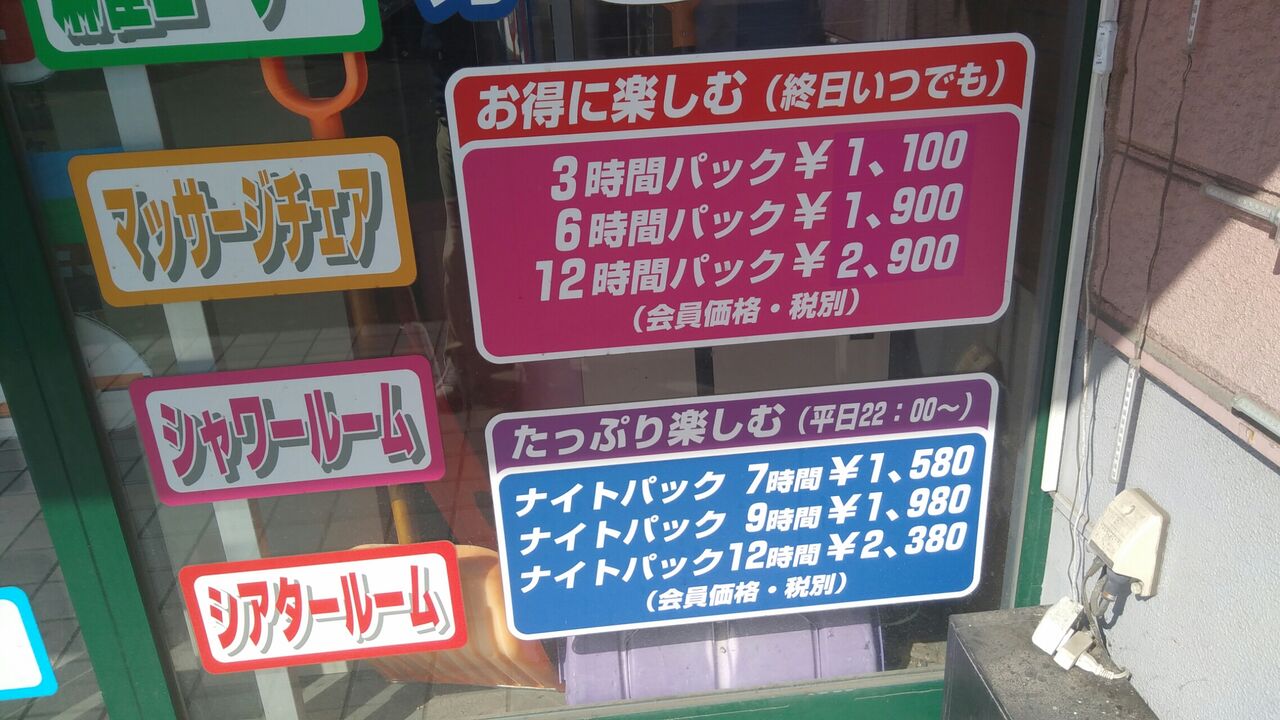 お得に楽しむ（終日いつでも）
3時間パック￥1、100
6時間パック￥1、900
12時間パック￥2、900
（会員価格・税別）
マッサージチェア
シャワールーム
シアタールーム
たっぷり楽しむ（平日22：00～）
ナイトパック 7時間￥1、580
ナイトパック 9時間￥1、980
ナイトパック12時間￥2、380
（会員価格・税別）